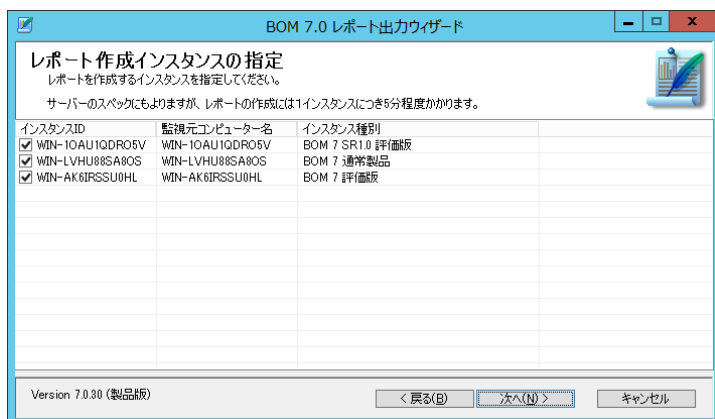 BOM 7.0 レポート出力ウィザード
レポート作成インスタンスの指定
レポートを作成するインスタンスを指定してください。
サーバーのスペックにもよりますが、レポートの作成には1インスタンスにつき5分程度かかります。
インスタンスID 監視元コンピューター名 インスタンス種別
WIN-1OAU1QDRO5V WIN-1OAU1QDRO5V BOM 7 SR1.0 評価版
WIN-LVHU88SA8OS WIN-LVHU88SA8OS BOM 7 通常製品
WIN-AK6IRSSU0HL WIN-AK6IRSSU0HL BOM 7 評価版
Version 7.0.30 (製品版) < 戻る(B) 次へ(N) > キャンセル